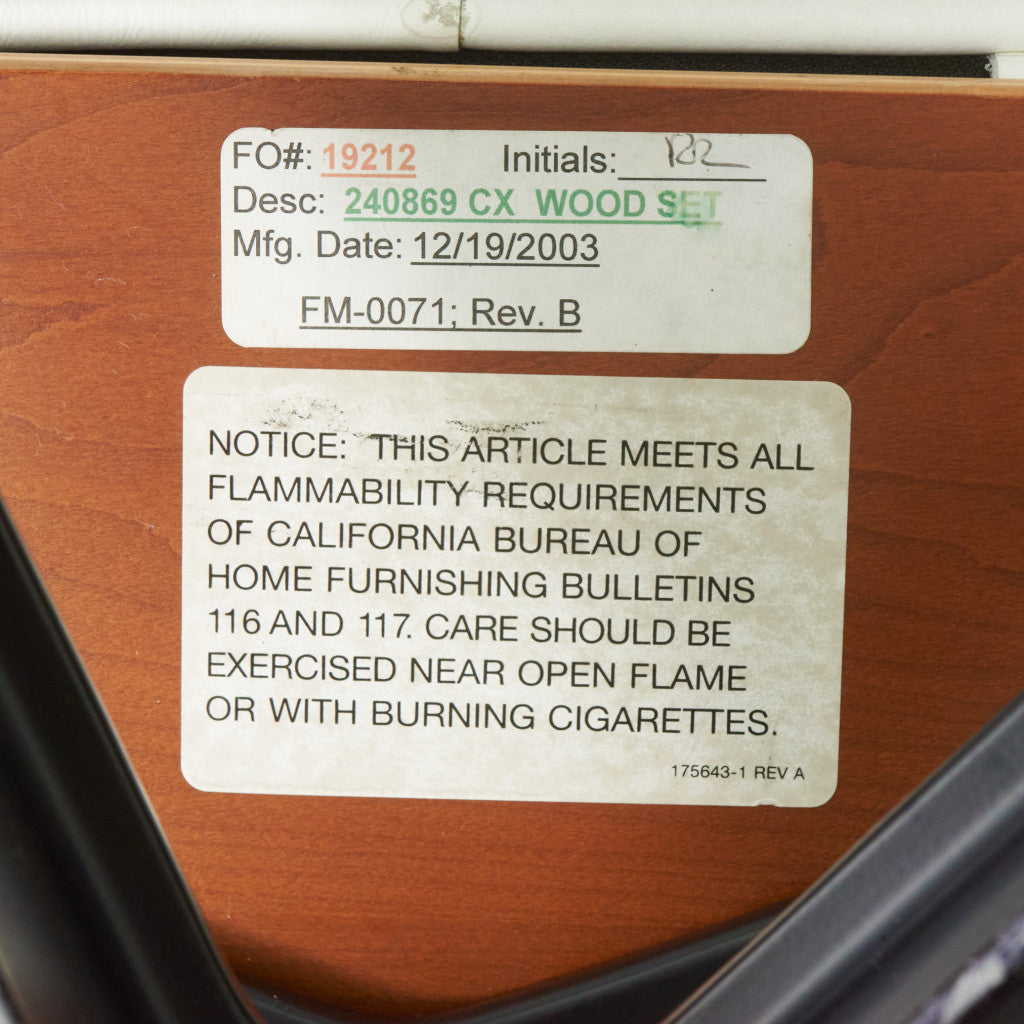 FO#: 19212 Initials: RR
Desc: 240869 CX WOOD SET
Mfg. Date: 12/19/2003
FM-0071; Rev. B
NOTICE: THIS ARTICLE MEETS ALL
FLAMMABILITY REQUIREMENTS
OF CALIFORNIA BUREAU OF
HOME FURNISHING BULLETINS
116 AND 117. CARE SHOULD BE
EXERCISED NEAR OPEN FLAME
OR WITH BURNING CIGARETTES.
175643-1 REV A